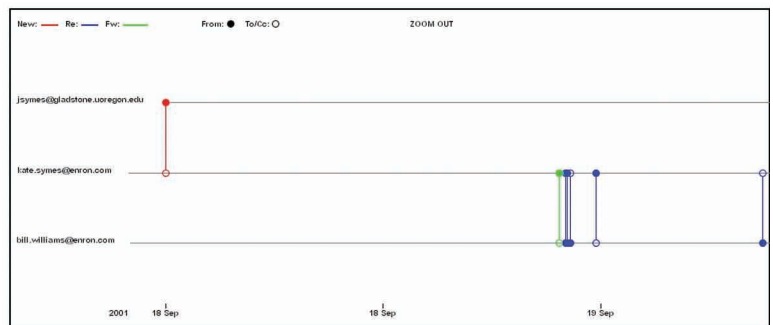 New: Re: Fw: From: To/Cc: ZOOM OUT
jsymes@gladstone.uoregon.edu
kate.symes@enron.com
bill.williams@enron.com
2001 18 Sep 18 Sep 19 Sep